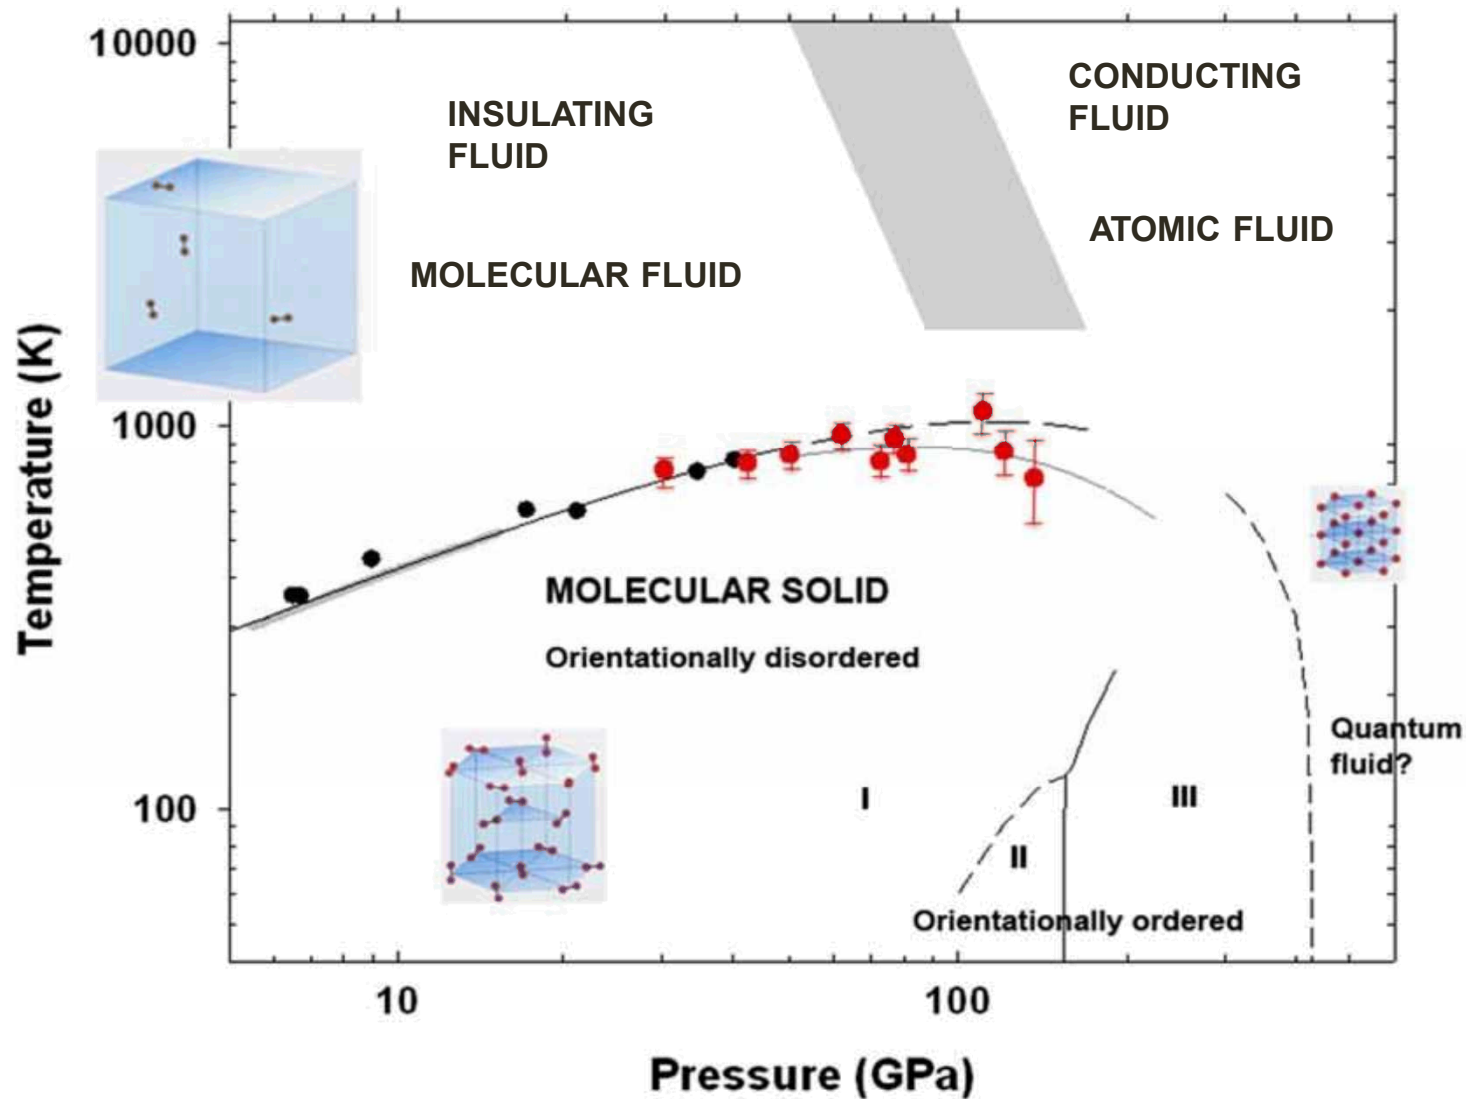 10000
INSULATING
FLUID
CONDUCTING
FLUID
ATOMIC FLUID
MOLECULAR FLUID
1000
Temperature (K)
MOLECULAR SOLID
Orientationally disordered
Quantum
fluid?
100
I
II
III
Orientationally ordered
10
100
Pressure (GPa)